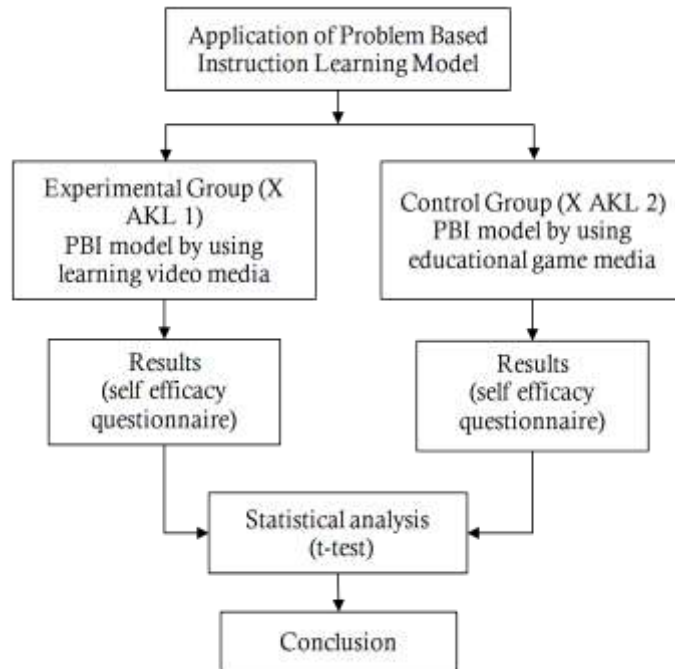 Application of Problem Based
Instruction Learning Model
Experimental Group (X
AKL 1)
PBI model by using
learning video media
Control Group (X AKL 2)
PBI model by using
educational game media
Results
(self efficacy
questionnaire)
Results
(self efficacy
questionnaire)
Statistical analysis
(t-test)
Conclusion